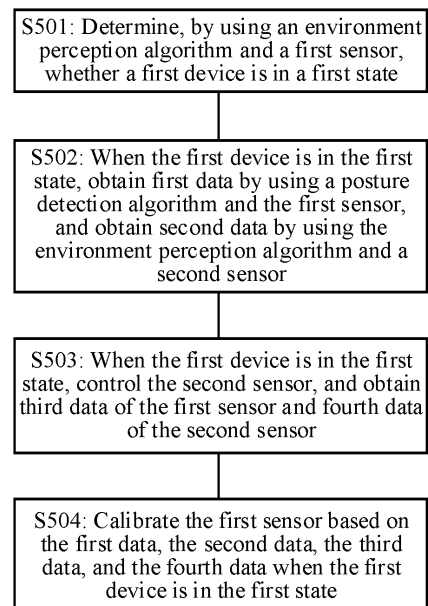 S501: Determine, by using an environment
perception algorithm and a first sensor,
whether a first device is in a first state
S502: When the first device is in the first
state, obtain first data by using a posture
detection algorithm and the first sensor,
and obtain second data by using the
environment perception algorithm and a
second sensor
S503: When the first device is in the first
state, control the second sensor, and obtain
third data of the first sensor and fourth data
of the second sensor
S504: Calibrate the first sensor based on
the first data, the second data, the third
data, and the fourth data when the first
device is in the first state